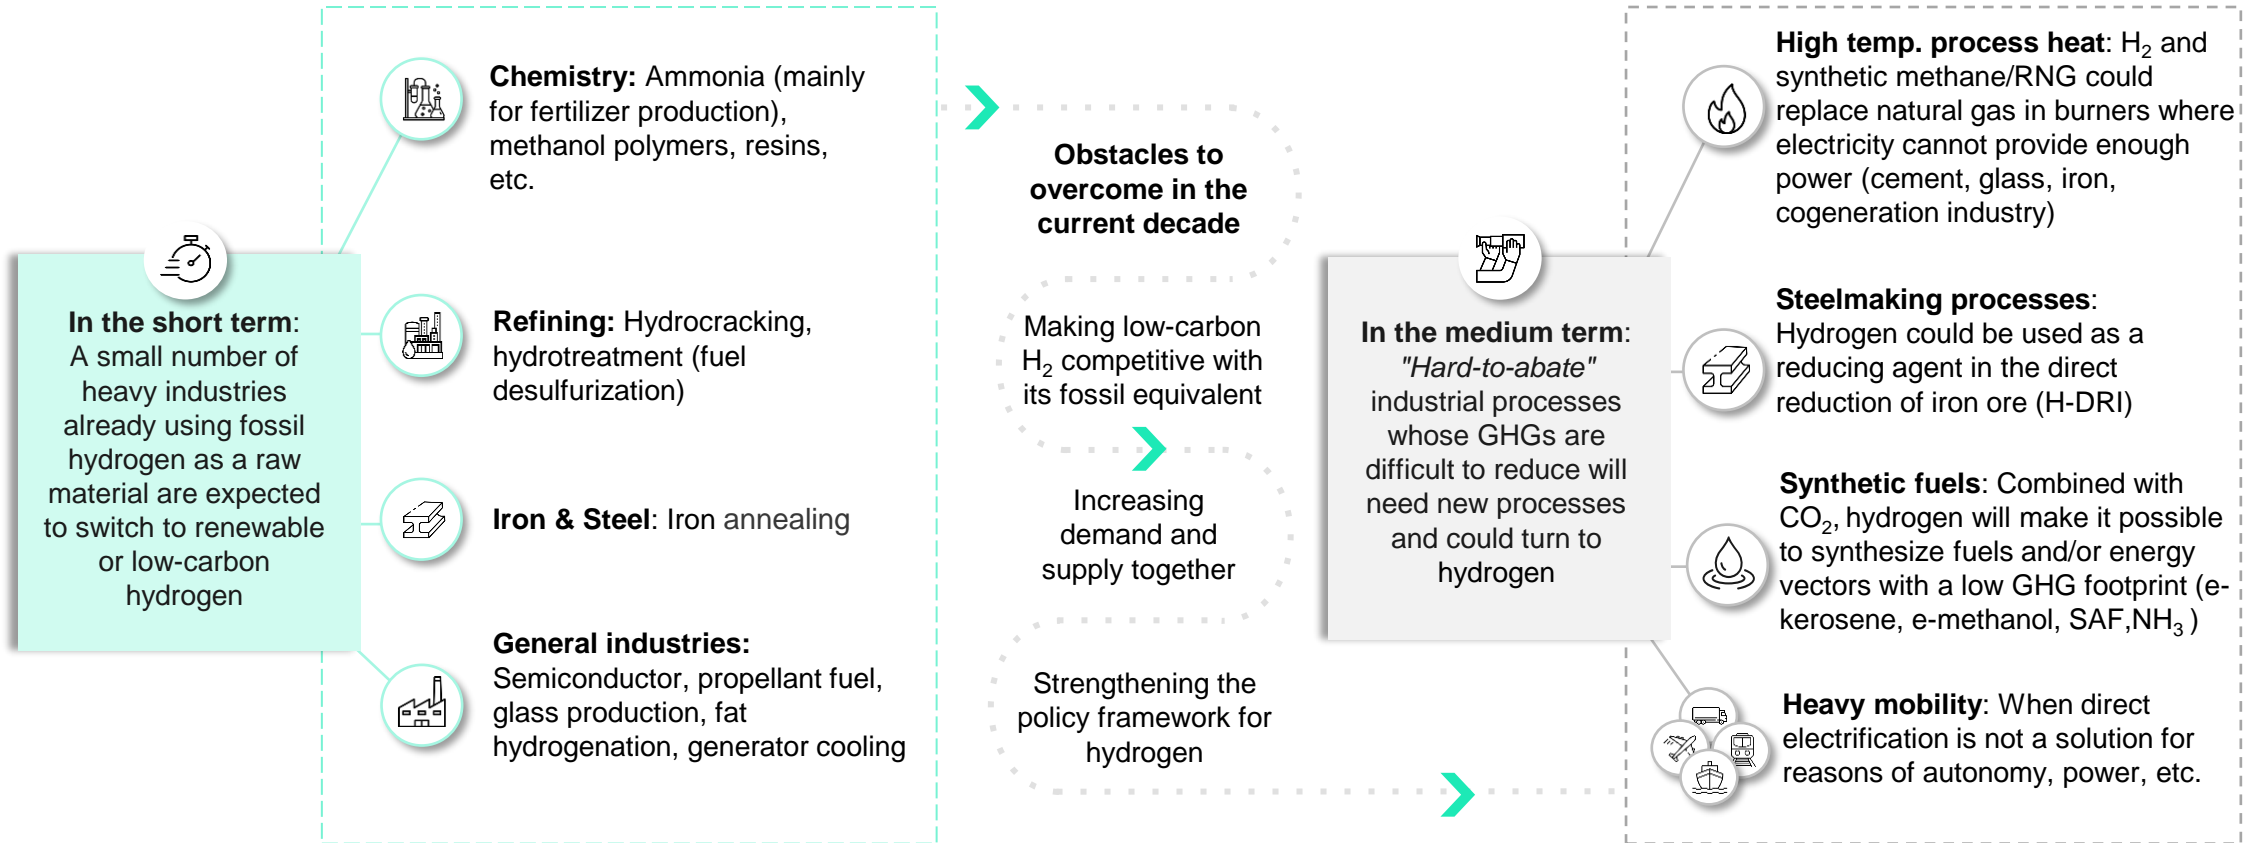 In the short term:
A small number of
heavy industries
already using fossil
hydrogen as a raw
material are expected
to switch to renewable
or low-carbon
hydrogen
Chemistry: Ammonia (mainly
for fertilizer production),
methanol polymers, resins,
etc.
Refining: Hydrocracking,
hydrotreatment (fuel
desulfurization)
Iron & Steel: Iron annealing
General industries:
Semiconductor, propellant fuel,
glass production, fat
hydrogenation, generator cooling
Obstacles to
overcome in the
current decade
Making low-carbon
H₂ competitive with
its fossil equivalent
Increasing
demand and
supply together
Strengthening the
policy framework for
hydrogen
In the medium term:
"Hard-to-abate"
industrial processes
whose GHGs are
difficult to reduce will
need new processes
and could turn to
hydrogen
High temp. process heat: H₂ and
synthetic methane/RNG could
replace natural gas in burners where
electricity cannot provide enough
power (cement, glass, iron,
cogeneration industry)
Steelmaking processes:
Hydrogen could be used as a
reducing agent in the direct
reduction of iron ore (H-DRI)
Synthetic fuels: Combined with
CO₂, hydrogen will make it possible
to synthesize fuels and/or energy
vectors with a low GHG footprint (e-
kerosene, e-methanol, SAF,NH₃ )
Heavy mobility: When direct
electrification is not a solution for
reasons of autonomy, power, etc.